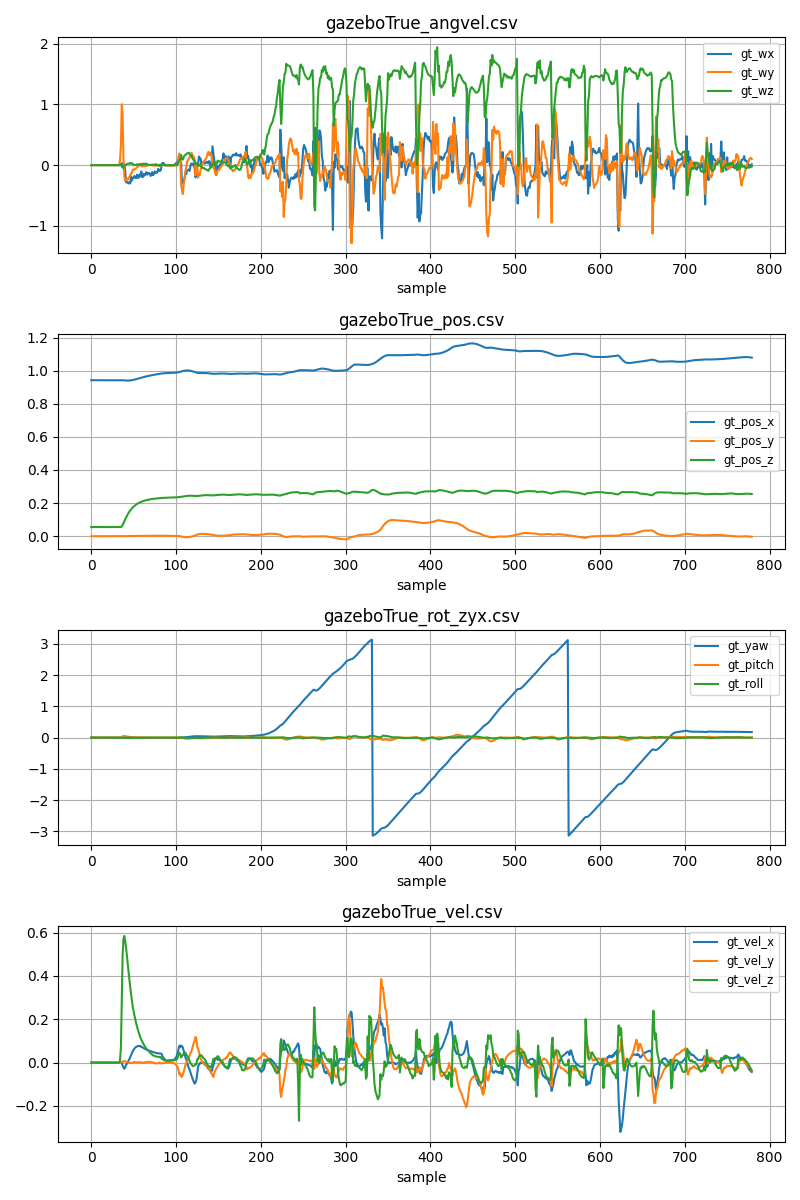 gazeboTrue_angvel.csv
2
1
0
−1
gt_wx
gt_wy
gt_wz
0 100 200 300 400 500 600 700 800
sample
gazeboTrue_pos.csv
1.2
1.0
0.8
0.6
0.4
0.2
0.0
gt_pos_x
gt_pos_y
gt_pos_z
0 100 200 300 400 500 600 700 800
sample
gazeboTrue_rot_zyx.csv
3
2
1
0
−1
−2
−3
gt_yaw
gt_pitch
gt_roll
0 100 200 300 400 500 600 700 800
sample
gazeboTrue_vel.csv
0.6
0.4
0.2
0.0
−0.2
gt_vel_x
gt_vel_y
gt_vel_z
0 100 200 300 400 500 600 700 800
sample